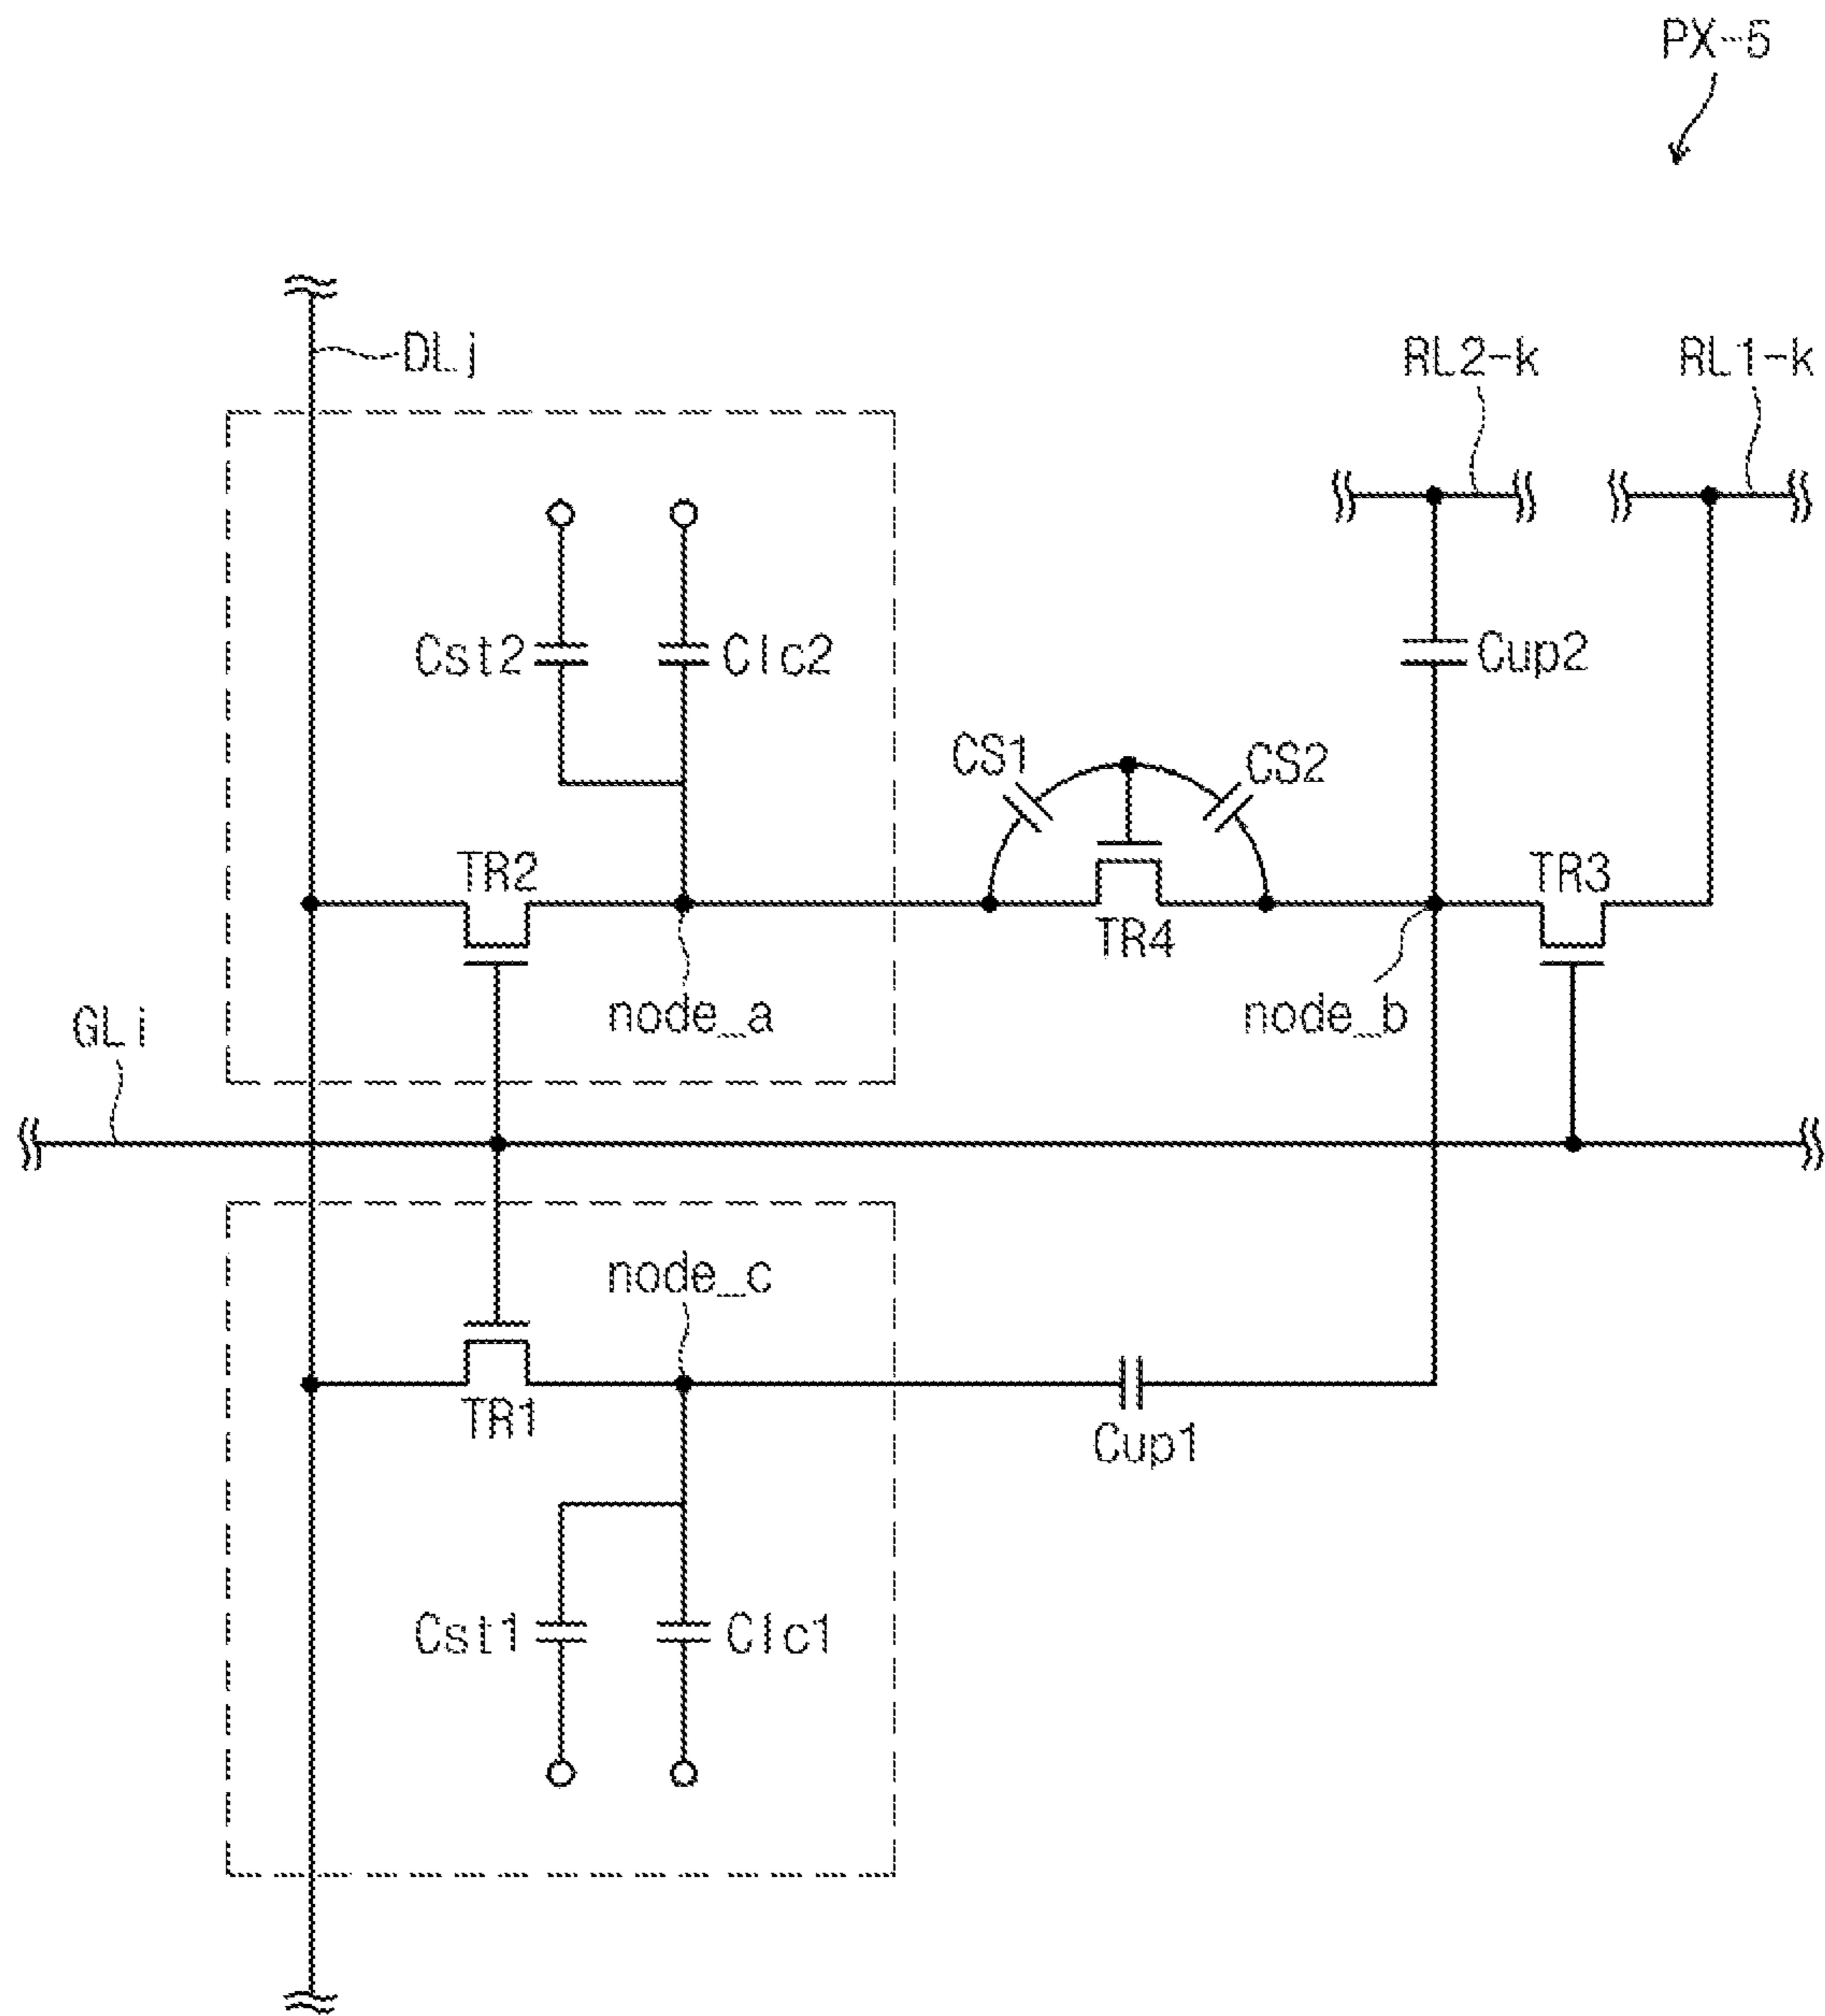 PX-5
DLj
RL2-k
RL1-k
Cst2
Clc2
Cup2
CS1
CS2
TR2
TR3
TR4
node_a
node_b
GLi
node_c
TR1
Cup1
Cst1
Clc1